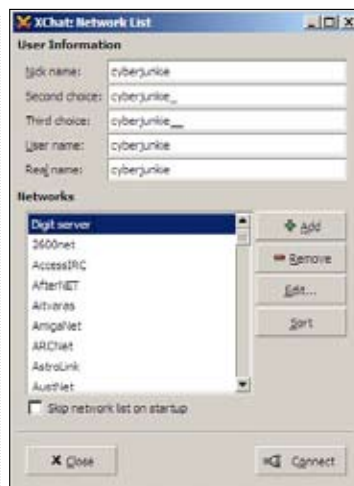 XChat: Network List
User Information
Nick name: cyberjunkie
Second choice: cyberjunkie_
Third choice: cyberjunkie__
User name: cyberjunkie
Real name: cyberjunkie
Networks
Digit server
2600net
AccessIRC
AfterNET
Aitvaras
AmigaNet
ARCNet
AstroLink
AustNet
Add
Remove
Edit...
Sort
Skip network list on startup
Close
Connect